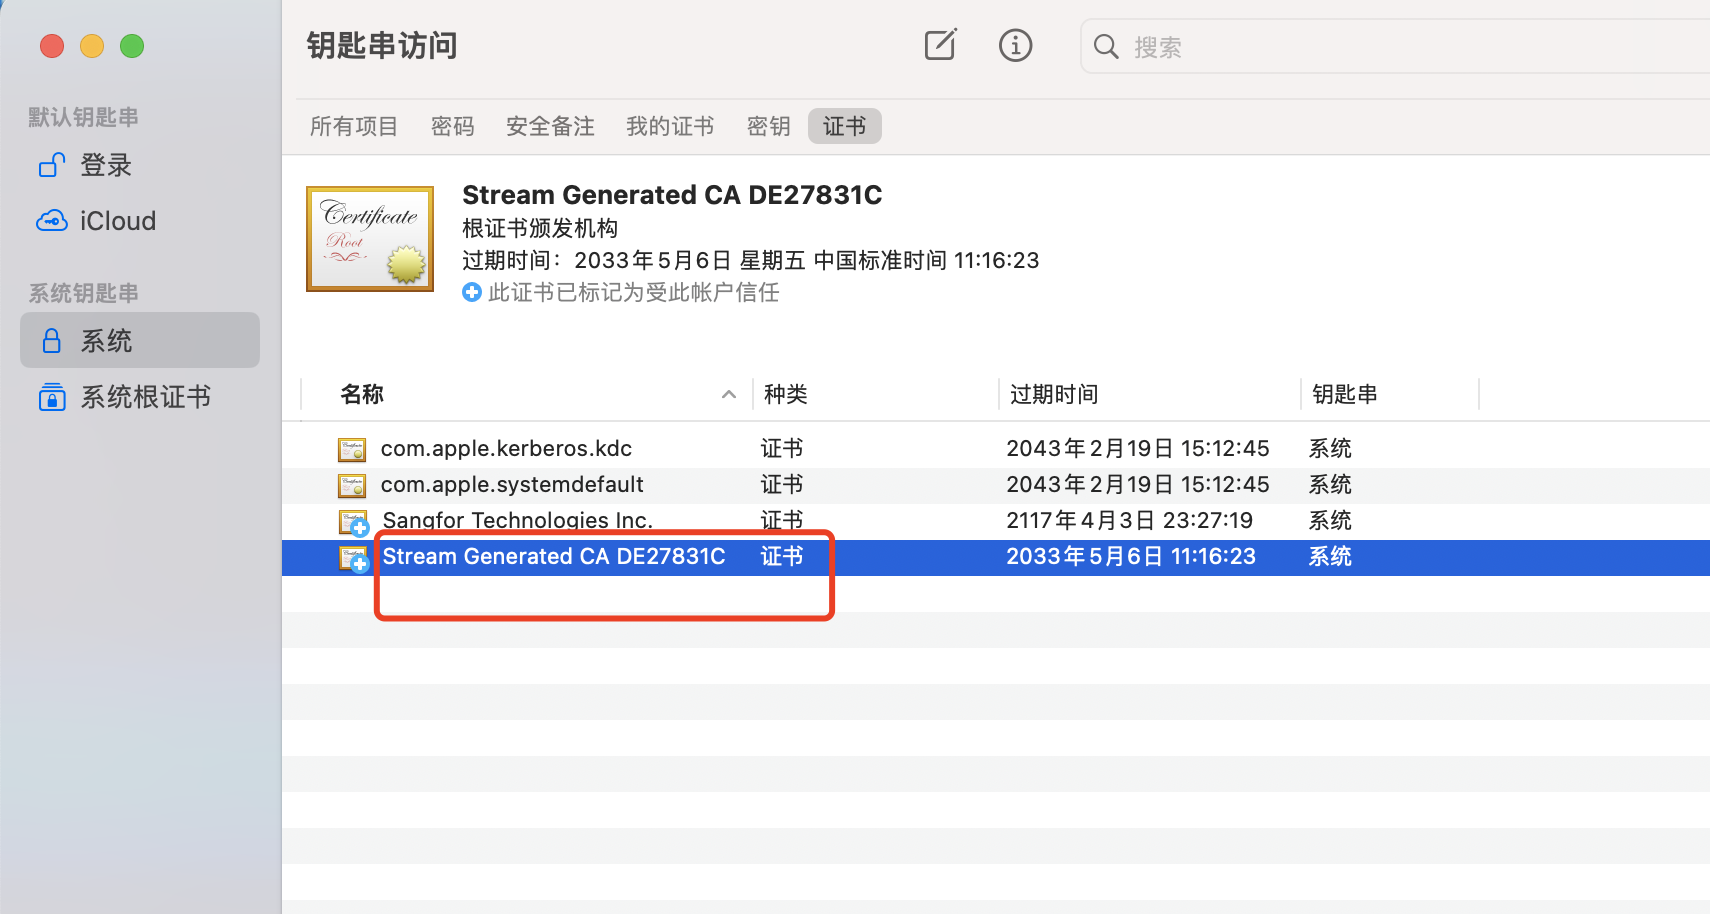 钥匙串访问
搜索
默认钥匙串
登录
iCloud
系统钥匙串
系统
系统根证书
所有项目 密码 安全备注 我的证书 密钥 证书
Certificate
Root
Stream Generated CA DE27831C
根证书颁发机构
过期时间：2033年5月6日 星期五 中国标准时间 11:16:23
此证书已标记为受此帐户信任
名称 种类 过期时间 钥匙串
com.apple.kerberos.kdc 证书 2043年2月19日 15:12:45 系统
com.apple.systemdefault 证书 2043年2月19日 15:12:45 系统
Sangfor Technologies Inc. 证书 2117年4月3日 23:27:19 系统
Stream Generated CA DE27831C 证书 2033年5月6日 11:16:23 系统